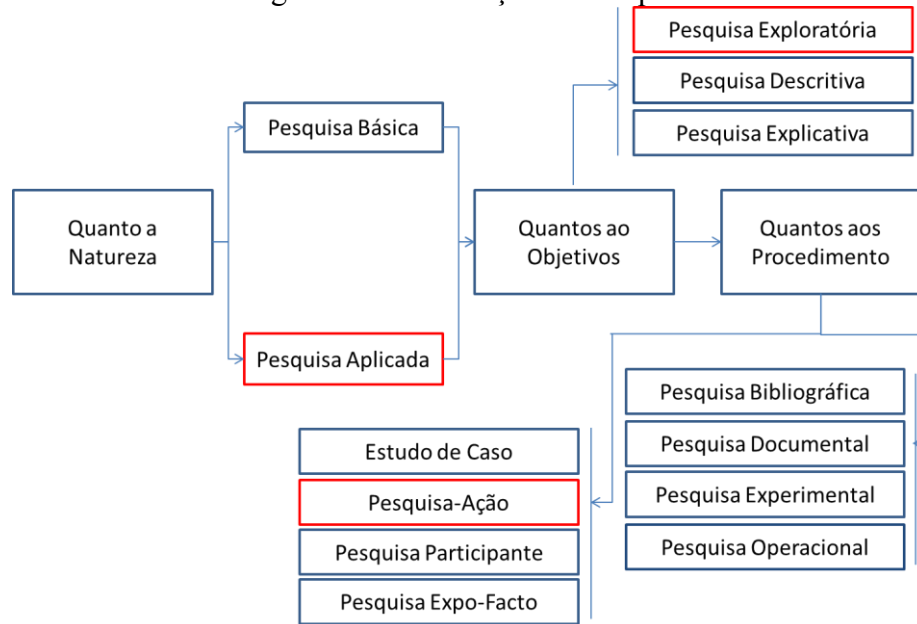 Pesquisa Exploratória
Pesquisa Descritiva
Pesquisa Explicativa
Pesquisa Básica
Quanto a
Natureza
Quantos ao
Objetivos
Quantos aos
Procedimento
Pesquisa Aplicada
Pesquisa Bibliográfica
Pesquisa Documental
Pesquisa Experimental
Pesquisa Operacional
Estudo de Caso
Pesquisa-Ação
Pesquisa Participante
Pesquisa Expo-Facto